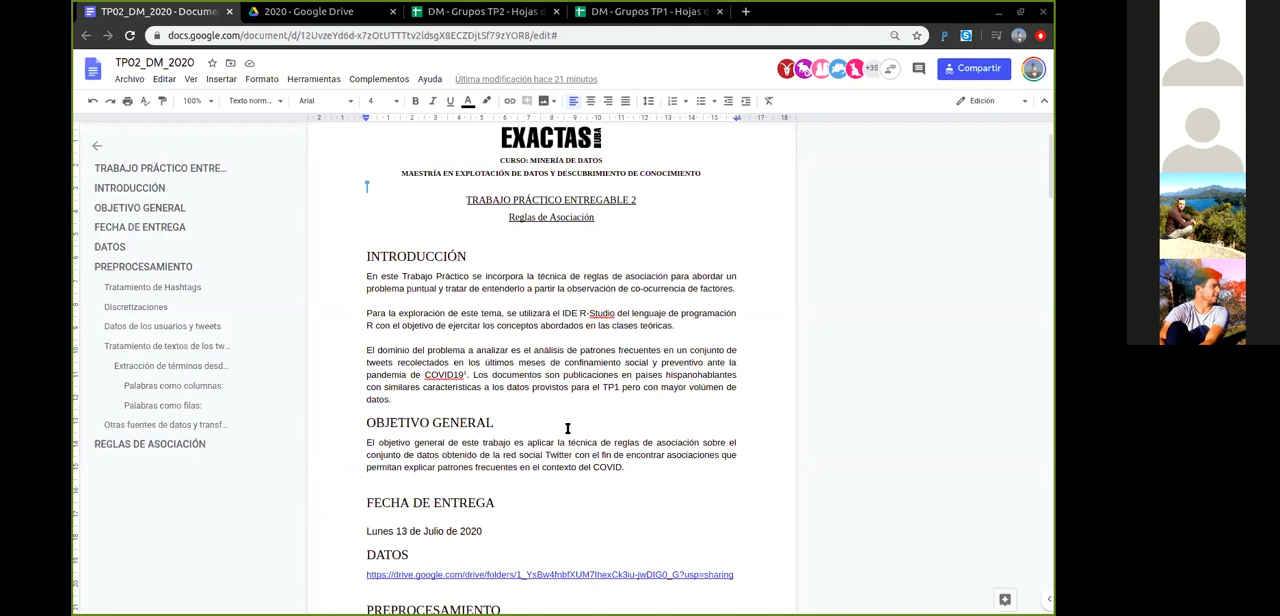 TP02_DM_2020 - Docume
2020 - Google Drive
DM - Grupos TP2 - Hojas d
DM - Grupos TP1 - Hojas d
docs.google.com/document/d/12UvzeYd6d-x7zOtUTTTtv2ldsgX8ECZDjtSf79zYOR8/edit#
TP02_DM_2020
Archivo Editar Ver Insertar Formato Herramientas Complementos Ayuda Última modificación hace 21 minutos
+35
Compartir
100% Texto norm... Arial 4 Edición
TRABAJO PRÁCTICO ENTRE...
INTRODUCCIÓN
OBJETIVO GENERAL
FECHA DE ENTREGA
DATOS
PREPROCESAMIENTO
Tratamiento de Hashtags
Discretizaciones
Datos de los usuarios y tweets
Tratamiento de textos de los tw...
Extracción de términos desd...
Palabras como columnas:
Palabras como filas:
Otras fuentes de datos y transf...
REGLAS DE ASOCIACIÓN
EXACTAS UBA
CURSO: MINERÍA DE DATOS
MAESTRÍA EN EXPLOTACIÓN DE DATOS Y DESCUBRIMIENTO DE CONOCIMIENTO
TRABAJO PRÁCTICO ENTREGABLE 2
Reglas de Asociación
INTRODUCCIÓN
En este Trabajo Práctico se incorpora la técnica de reglas de asociación para abordar un
problema puntual y tratar de entenderlo a partir la observación de co-ocurrencia de factores.
Para la exploración de este tema, se utilizará el IDE R-Studio del lenguaje de programación
R con el objetivo de ejercitar los conceptos abordados en las clases teóricas.
El dominio del problema a analizar es el análisis de patrones frecuentes en un conjunto de
tweets recolectados en los últimos meses de confinamiento social y preventivo ante la
pandemia de COVID19¹. Los documentos son publicaciones en países hispanohablantes
con similares características a los datos provistos para el TP1 pero con mayor volúmen de
datos.
OBJETIVO GENERAL
El objetivo general de este trabajo es aplicar la técnica de reglas de asociación sobre el
conjunto de datos obtenido de la red social Twitter con el fin de encontrar asociaciones que
permitan explicar patrones frecuentes en el contexto del COVID.
FECHA DE ENTREGA
Lunes 13 de Julio de 2020
DATOS
https://drive.google.com/drive/folders/1_YsBw4fnbfXUM7IhexCk3iu-jwDIG0_G?usp=sharing
PREPROCESAMIENTO